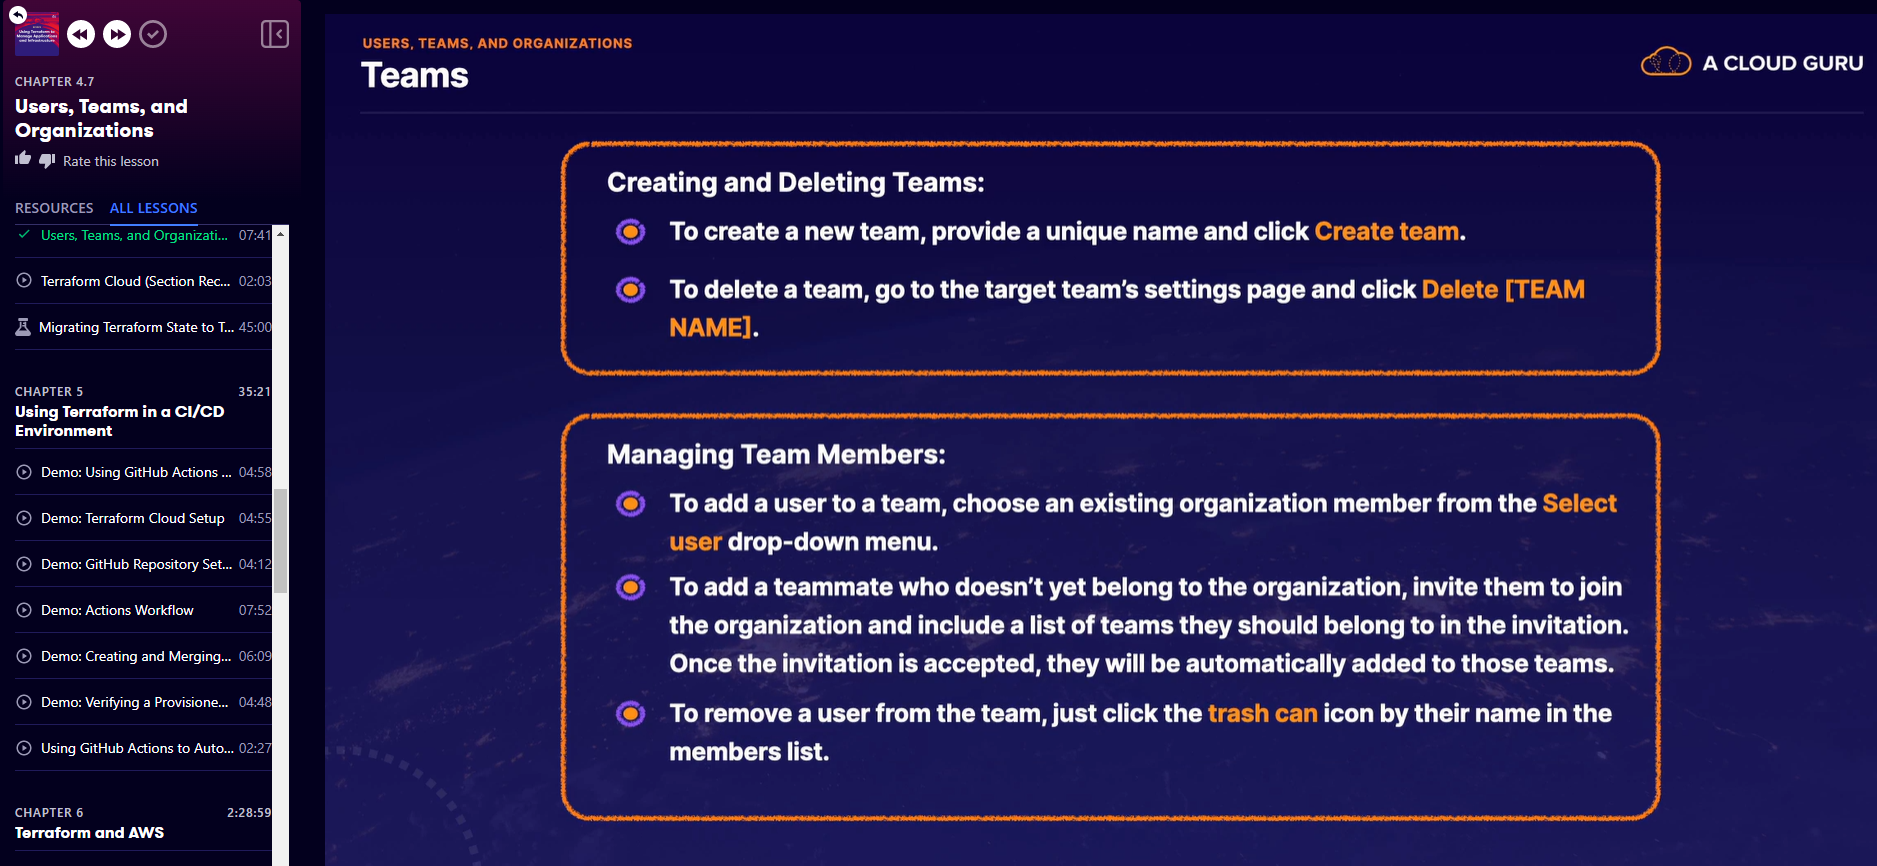 Using Terraform to
Manage Applications
and Infrastructure
CHAPTER 4.7
Users, Teams, and
Organizations
Rate this lesson
RESOURCES ALL LESSONS
Users, Teams, and Organizati... 07:41
Terraform Cloud (Section Rec... 02:03
Migrating Terraform State to T... 45:00
CHAPTER 5 35:21
Using Terraform in a CI/CD
Environment
Demo: Using GitHub Actions ... 04:58
Demo: Terraform Cloud Setup 04:55
Demo: GitHub Repository Set... 04:12
Demo: Actions Workflow 07:52
Demo: Creating and Merging... 06:09
Demo: Verifying a Provisione... 04:48
Using GitHub Actions to Auto... 02:27
CHAPTER 6 2:28:59
Terraform and AWS
USERS, TEAMS, AND ORGANIZATIONS
Teams
A CLOUD GURU
Creating and Deleting Teams:
To create a new team, provide a unique name and click Create team.
To delete a team, go to the target team’s settings page and click Delete [TEAM
NAME].
Managing Team Members:
To add a user to a team, choose an existing organization member from the Select
user drop-down menu.
To add a teammate who doesn’t yet belong to the organization, invite them to join
the organization and include a list of teams they should belong to in the invitation.
Once the invitation is accepted, they will be automatically added to those teams.
To remove a user from the team, just click the trash can icon by their name in the
members list.